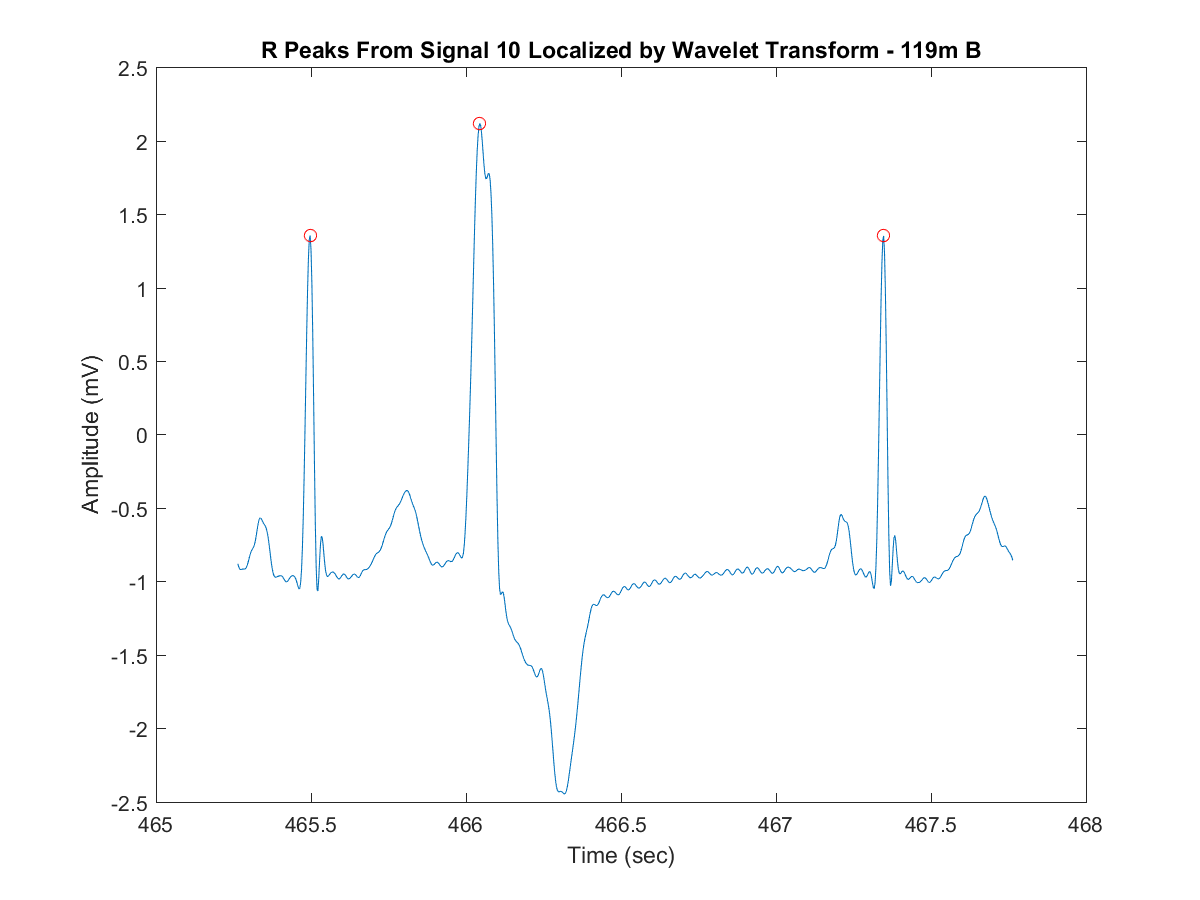 R Peaks From Signal 10 Localized by Wavelet Transform - 119m B
2.5
2
1.5
1
0.5
0
-0.5
-1
-1.5
-2
-2.5
Amplitude (mV)
465 465.5 466 466.5 467 467.5 468
Time (sec)